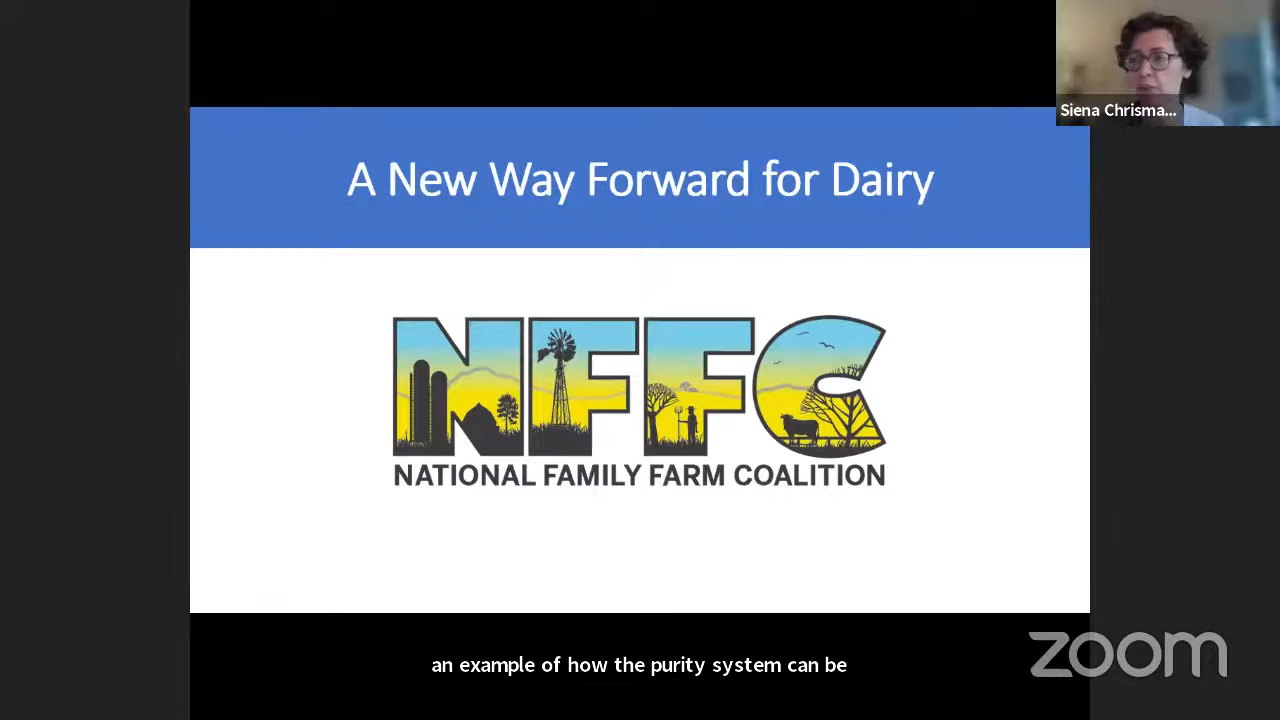 Siena Chrisma...
A New Way Forward for Dairy
NFFC
NATIONAL FAMILY FARM COALITION
an example of how the purity system can be
zoom